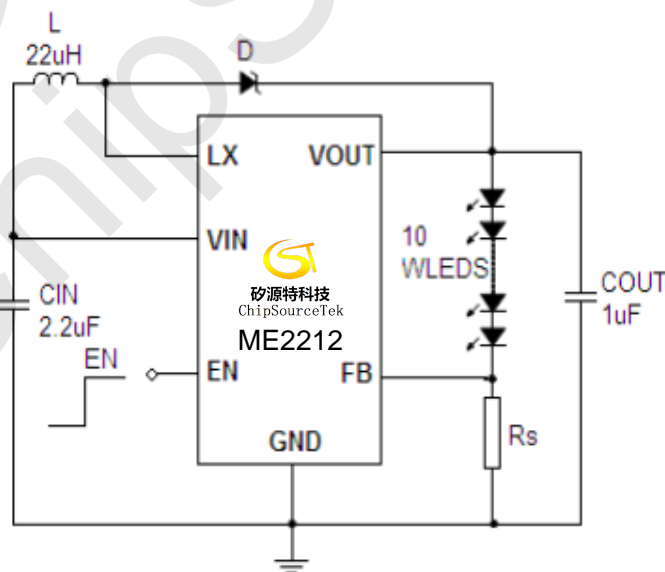 L
22uH
D
LX
VOUT
VIN
10
WLEDS
矽源特科技
ChipSourceTek
ME2212
CIN
2.2uF
COUT
1uF
EN
EN
FB
Rs
GND